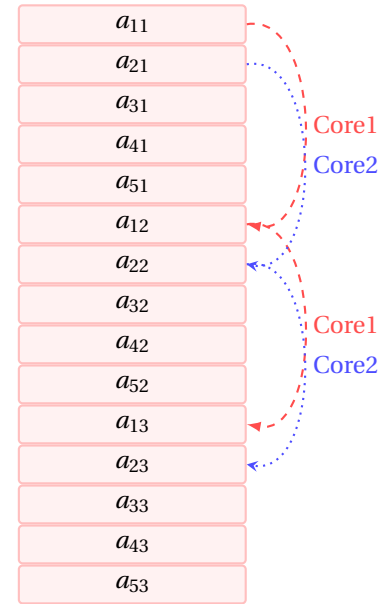 a₁₁
a₂₁
a₃₁
Core1
a₄₁
Core2
a₅₁
a₁₂
a₂₂
a₃₂
Core1
a₄₂
Core2
a₅₂
a₁₃
a₂₃
a₃₃
a₄₃
a₅₃